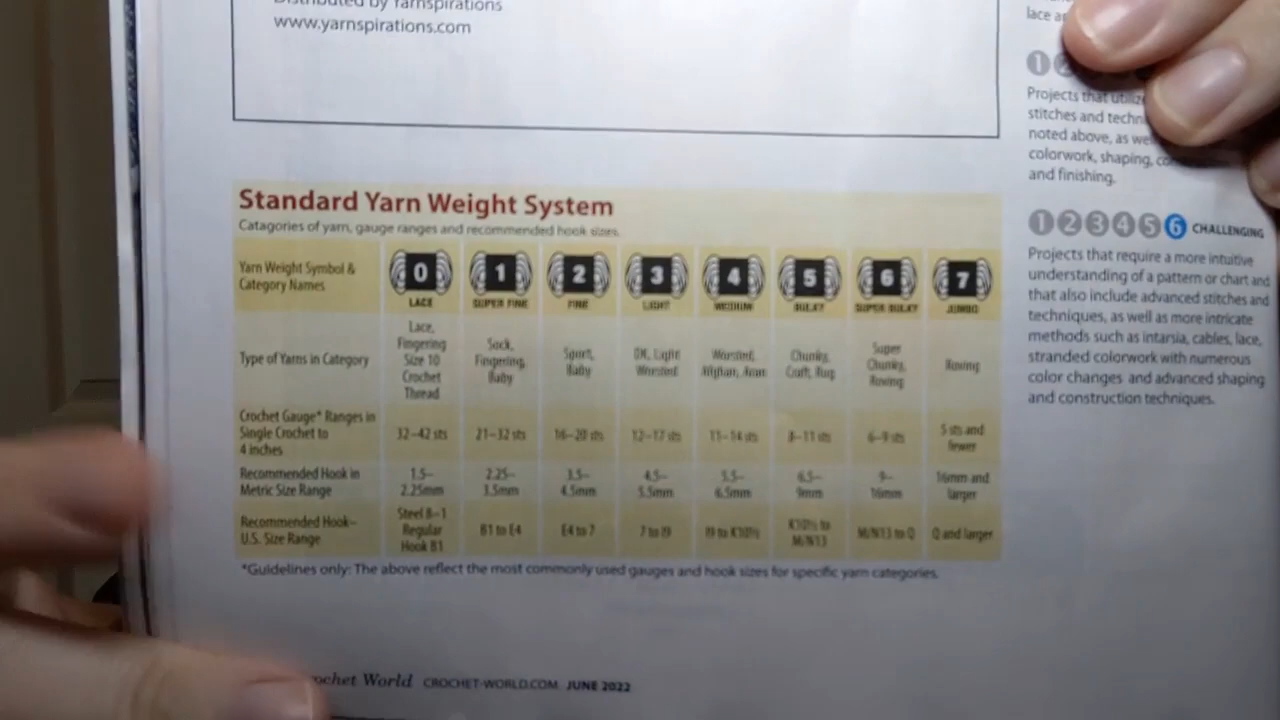 Distributed by Yarnspirations
www.yarnspirations.com
Standard Yarn Weight System
Catagories of yarn, gauge ranges and recommended hook sizes.
Yarn Weight Symbol &
Category Names
0 1 2 3 4 5 6 7
LACE SUPER FINE FINE LIGHT MEDIUM BULKY SUPER BULKY JUMBO
Type of Yarns in Category
Lace,
Fingering
Size 10
Crochet
Thread
Sock,
Fingering,
Baby
Sport,
Baby
DK, Light
Worsted
Worsted,
Afghan, Aran
Chunky,
Craft, Rug
Super
Chunky,
Roving
Roving
Crochet Gauge* Ranges in
Single Crochet to
4 inches
32–42 sts
21–32 sts
16–20 sts
12–17 sts
11–14 sts
8–11 sts
6–9 sts
5 sts and
fewer
Recommended Hook in
Metric Size Range
1.5–
2.25mm
2.25–
3.5mm
3.5–
4.5mm
4.5–
5.5mm
5.5–
6.5mm
6.5–
9mm
9–
16mm
16mm and
larger
Recommended Hook–
U.S. Size Range
Steel 8–1
Regular
Hook B1
B1 to E4
E4 to 7
7 to I9
I9 to K10½
K10½ to
M/N13
M/N13 to Q
Q and larger
*Guidelines only: The above reflect the most commonly used gauges and hook sizes for specific yarn categories.
Crochet World CROCHET-WORLD.COM JUNE 2022
lace
1
Projects that utilize
stitches and
noted above, as
colorwork, shaping,
and finishing.
1 2 3 4 5 6 CHALLENGING
Projects that require a more intuitive
understanding of a pattern or chart and
that also include advanced stitches and
techniques, as well as more intricate
methods such as intarsia, cables, lace,
stranded colorwork with numerous
color changes and advanced shaping
and construction techniques.